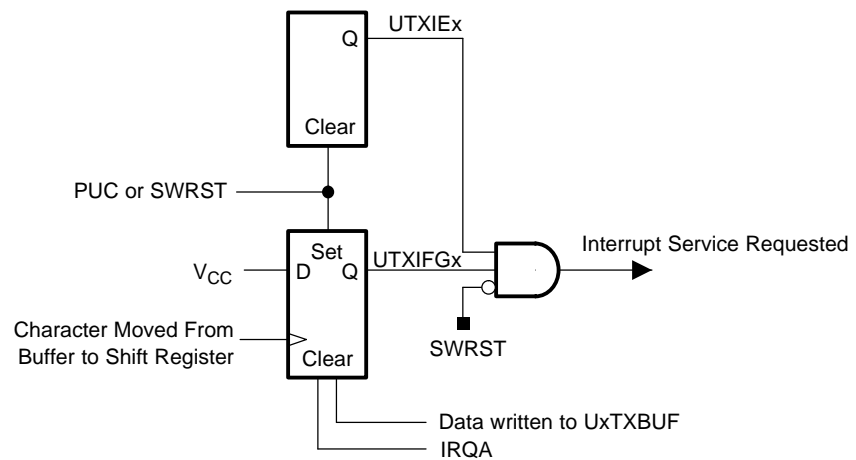 UTXIEx
Q
Clear
PUC or SWRST
Set
UTXIFGx
Interrupt Service Requested
VCC
D
Q
Character Moved From
Buffer to Shift Register
Clear
SWRST
Data written to UxTXBUF
IRQA